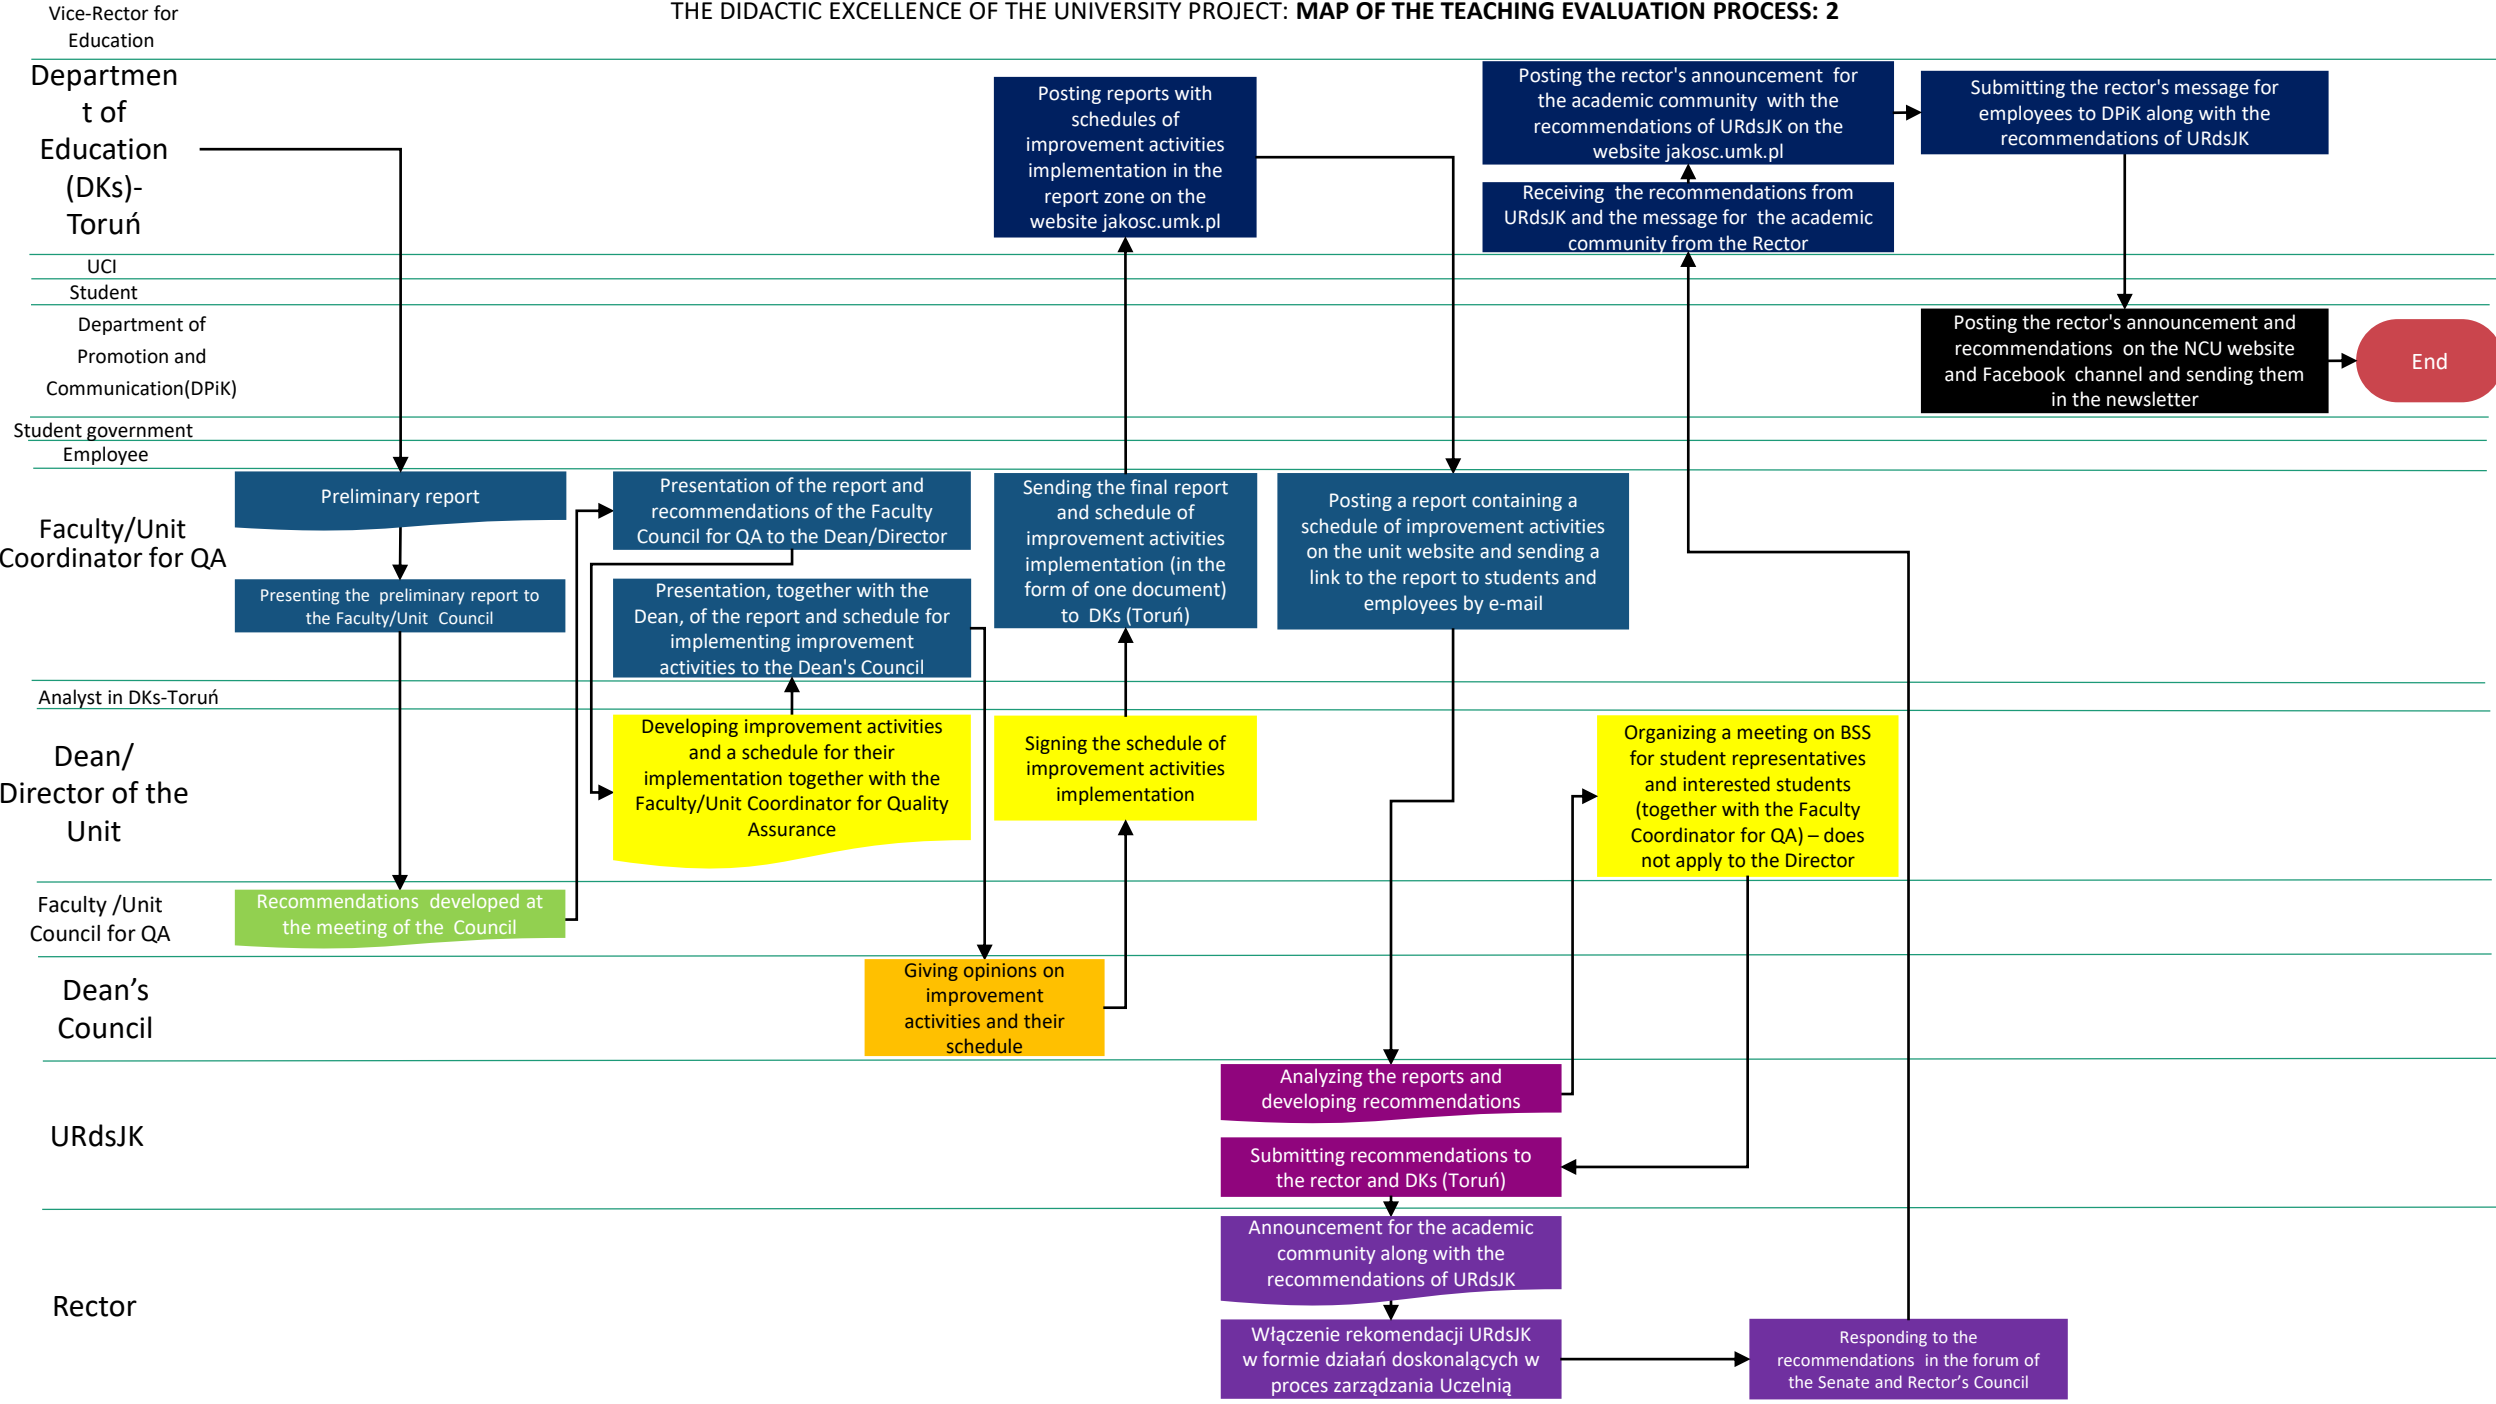 THE DIDACTIC EXCELLENCE OF THE UNIVERSITY PROJECT: MAP OF THE TEACHING EVALUATION PROCESS: 2
Vice-Rector for
Education
Departmen
t of
Education
(DKs)-
Toruń
Posting reports with
schedules of
improvement activities
implementation in the
report zone on the
website jakosc.umk.pl
Posting the rector's announcement for
the academic community with the
recommendations of URdsJK on the
website jakosc.umk.pl
Submitting the rector's message for
employees to DPiK along with the
recommendations of URdsJK
Receiving the recommendations from
URdsJK and the message for the academic
community from the Rector
UCI
Student
Department of
Promotion and
Communication(DPiK)
Posting the rector's announcement and
recommendations on the NCU website
and Facebook channel and sending them
in the newsletter
End
Student government
Employee
Faculty/Unit
Coordinator for QA
Preliminary report
Presenting the preliminary report to
the Faculty/Unit Council
Presentation of the report and
recommendations of the Faculty
Council for QA to the Dean/Director
Presentation, together with the
Dean, of the report and schedule for
implementing improvement
activities to the Dean's Council
Sending the final report
and schedule of
improvement activities
implementation (in the
form of one document)
to DKs (Toruń)
Posting a report containing a
schedule of improvement activities
on the unit website and sending a
link to the report to students and
employees by e-mail
Analyst in DKs-Toruń
Dean/
Director of the
Unit
Developing improvement activities
and a schedule for their
implementation together with the
Faculty/Unit Coordinator for Quality
Assurance
Signing the schedule of
improvement activities
implementation
Organizing a meeting on BSS
for student representatives
and interested students
(together with the Faculty
Coordinator for QA) – does
not apply to the Director
Faculty /Unit
Council for QA
Recommendations developed at
the meeting of the Council
Dean's
Council
Giving opinions on
improvement
activities and their
schedule
URdsJK
Analyzing the reports and
developing recommendations
Submitting recommendations to
the rector and DKs (Toruń)
Rector
Announcement for the academic
community along with the
recommendations of URdsJK
Włączenie rekomendacji URdsJK
w formie działań doskonalących w
proces zarządzania Uczelnią
Responding to the
recommendations in the forum of
the Senate and Rector's Council